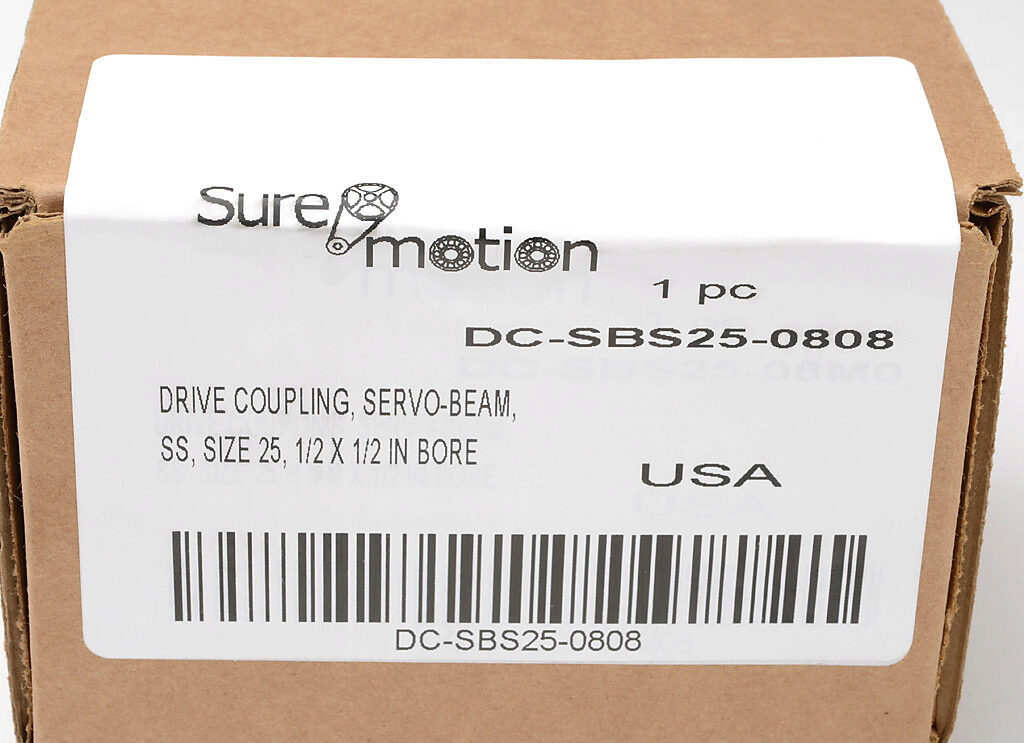 Sure
motion
1 pc
DC-SBS25-0808
DRIVE COUPLING, SERVO-BEAM,
SS, SIZE 25, 1/2 X 1/2 IN BORE
USA
DC-SBS25-0808